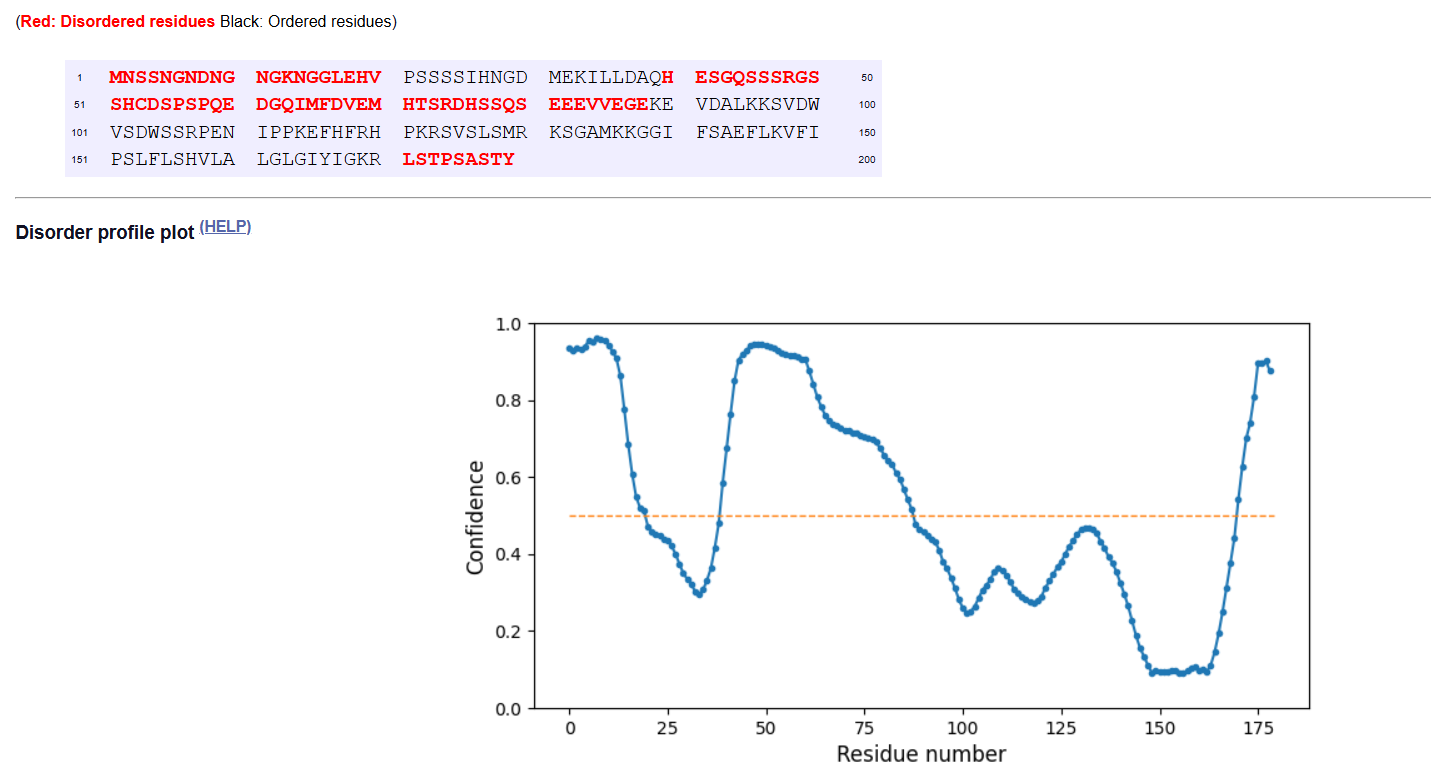 (Red: Disordered residues Black: Ordered residues)
1 MNSSNGNDNG NGKNGGLEHV PSSSSIHNGD MEKILLDAQH ESGQSSSRGS 50
51 SHCDSPSPQE DGQIMFDVEM HTSRDHSSQS EEEVVEGEKE VDALKKSVDW 100
101 VSDWSSRPEN IPPKEFHFRH PKRSVSLSMR KSGAMKKGGI FSAEFLKVFI 150
151 PSLFLSHVLA LGLGIYIGKR LSTPSASTY 200
Disorder profile plot (HELP)
1.0
0.8
0.6
0.4
0.2
0.0
Confidence
0 25 50 75 100 125 150 175
Residue number